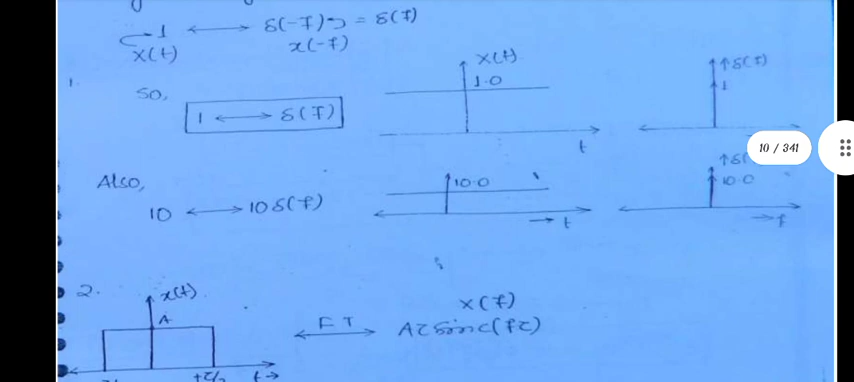 1 ⟷ δ(-f) = δ(f)
x(t) x(-f)
x(t)
1.0
t
↑δ(f)
1
1.
So,
1 ⟷ δ(f)
10 / 341
Also,
10 ⟷ 10δ(f)
10.0
→ t
10.0
→ f
2.
x(t)
A
+τ/2 t→
FT
x(f)
Aτ sinc(fτ)